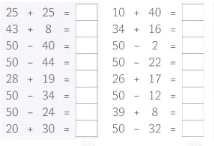 25 + 25 =
43 + 8 =
50 - 40 =
50 - 44 =
28 + 19 =
50 - 34 =
50 - 24 =
20 + 30 =
10 + 40 =
34 + 16 =
50 - 2 =
50 - 22 =
26 + 17 =
50 - 12 =
39 + 8 =
50 - 32 =